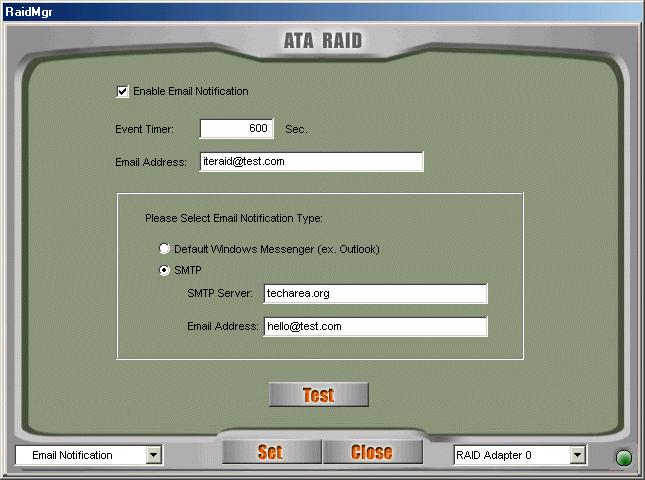 RaidMgr
ATA RAID
Enable Email Notification
Event Timer: 600 Sec.
Email Address: iteraid@test.com
Please Select Email Notification Type:
Default Windows Messenger (ex. Outlook)
SMTP
SMTP Server: techarea.org
Email Address: hello@test.com
Test
Email Notification Set Close RAID Adapter 0